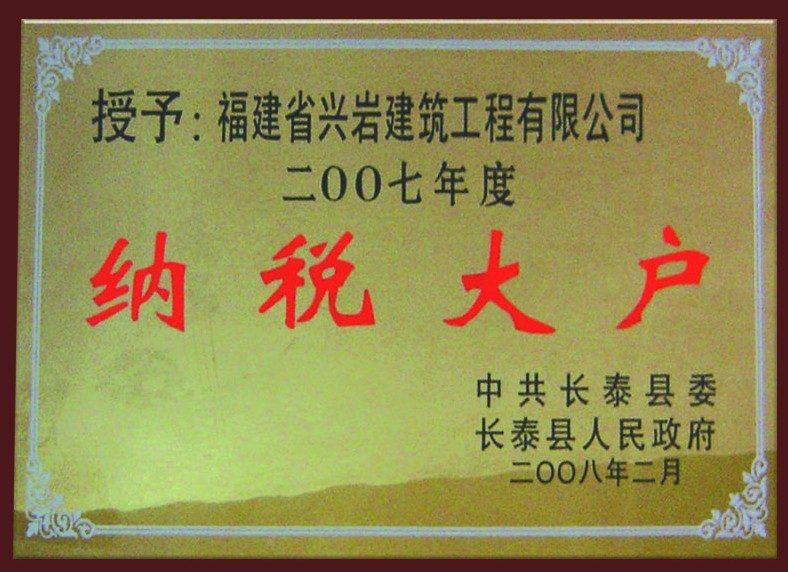 授予：福建省兴岩建筑工程有限公司
二00七年度
纳税大户
中共长泰县委
长泰县人民政府
二00八年二月